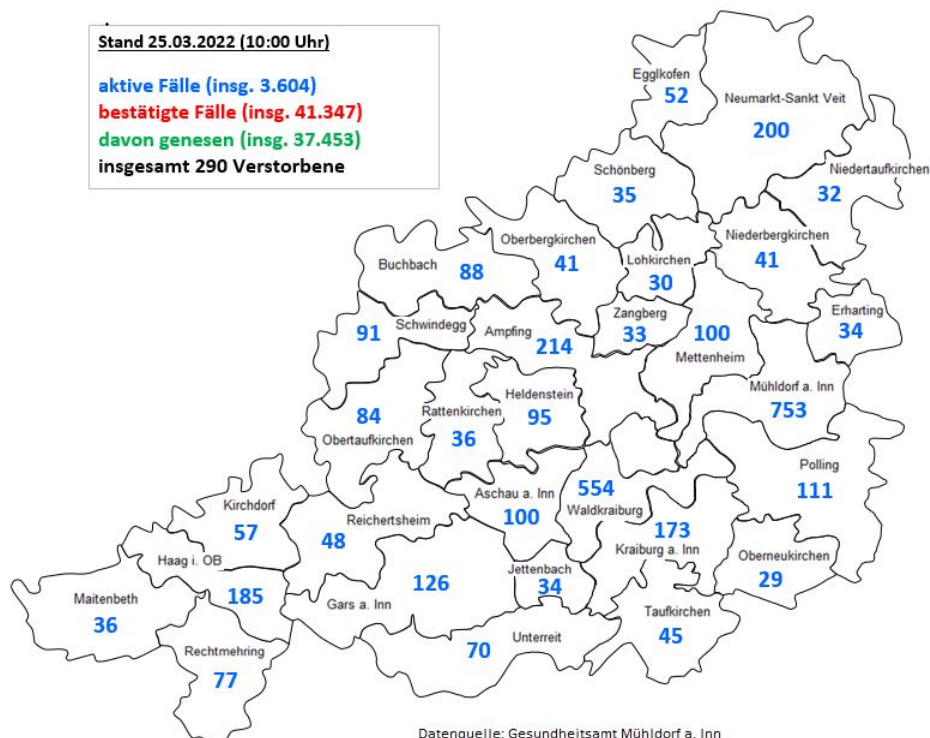 Stand 25.03.2022 (10:00 Uhr)
aktive Fälle (insg. 3.604)
bestätigte Fälle (insg. 41.347)
davon genesen (insg. 37.453)
insgesamt 290 Verstorbene
Egglkofen
52
Neumarkt-Sankt Veit
200
Niedertaufkirchen
32
Schönberg
35
Oberbergkirchen
41
Lohkirchen
30
Niederbergkirchen
41
Buchbach
88
Schwindegg
91
Ampfing
214
Zangberg
33
100
Mettenheim
Erharting
34
Mühldorf a. Inn
753
84
Obertaufkirchen
Rattenkirchen
36
Heldenstein
95
Polling
111
Aschau a. Inn
100
554
Waldkraiburg
173
Kraiburg a. Inn
Oberneukirchen
29
Kirchdorf
57
Reichertsheim
48
Haag i. OB
185
Maitenbeth
36
Gars a. Inn
126
Jettenbach
34
Taufkirchen
45
Unterreit
70
Rechtmehring
77
Datenquelle: Gesundheitsamt Mühldorf a. Inn